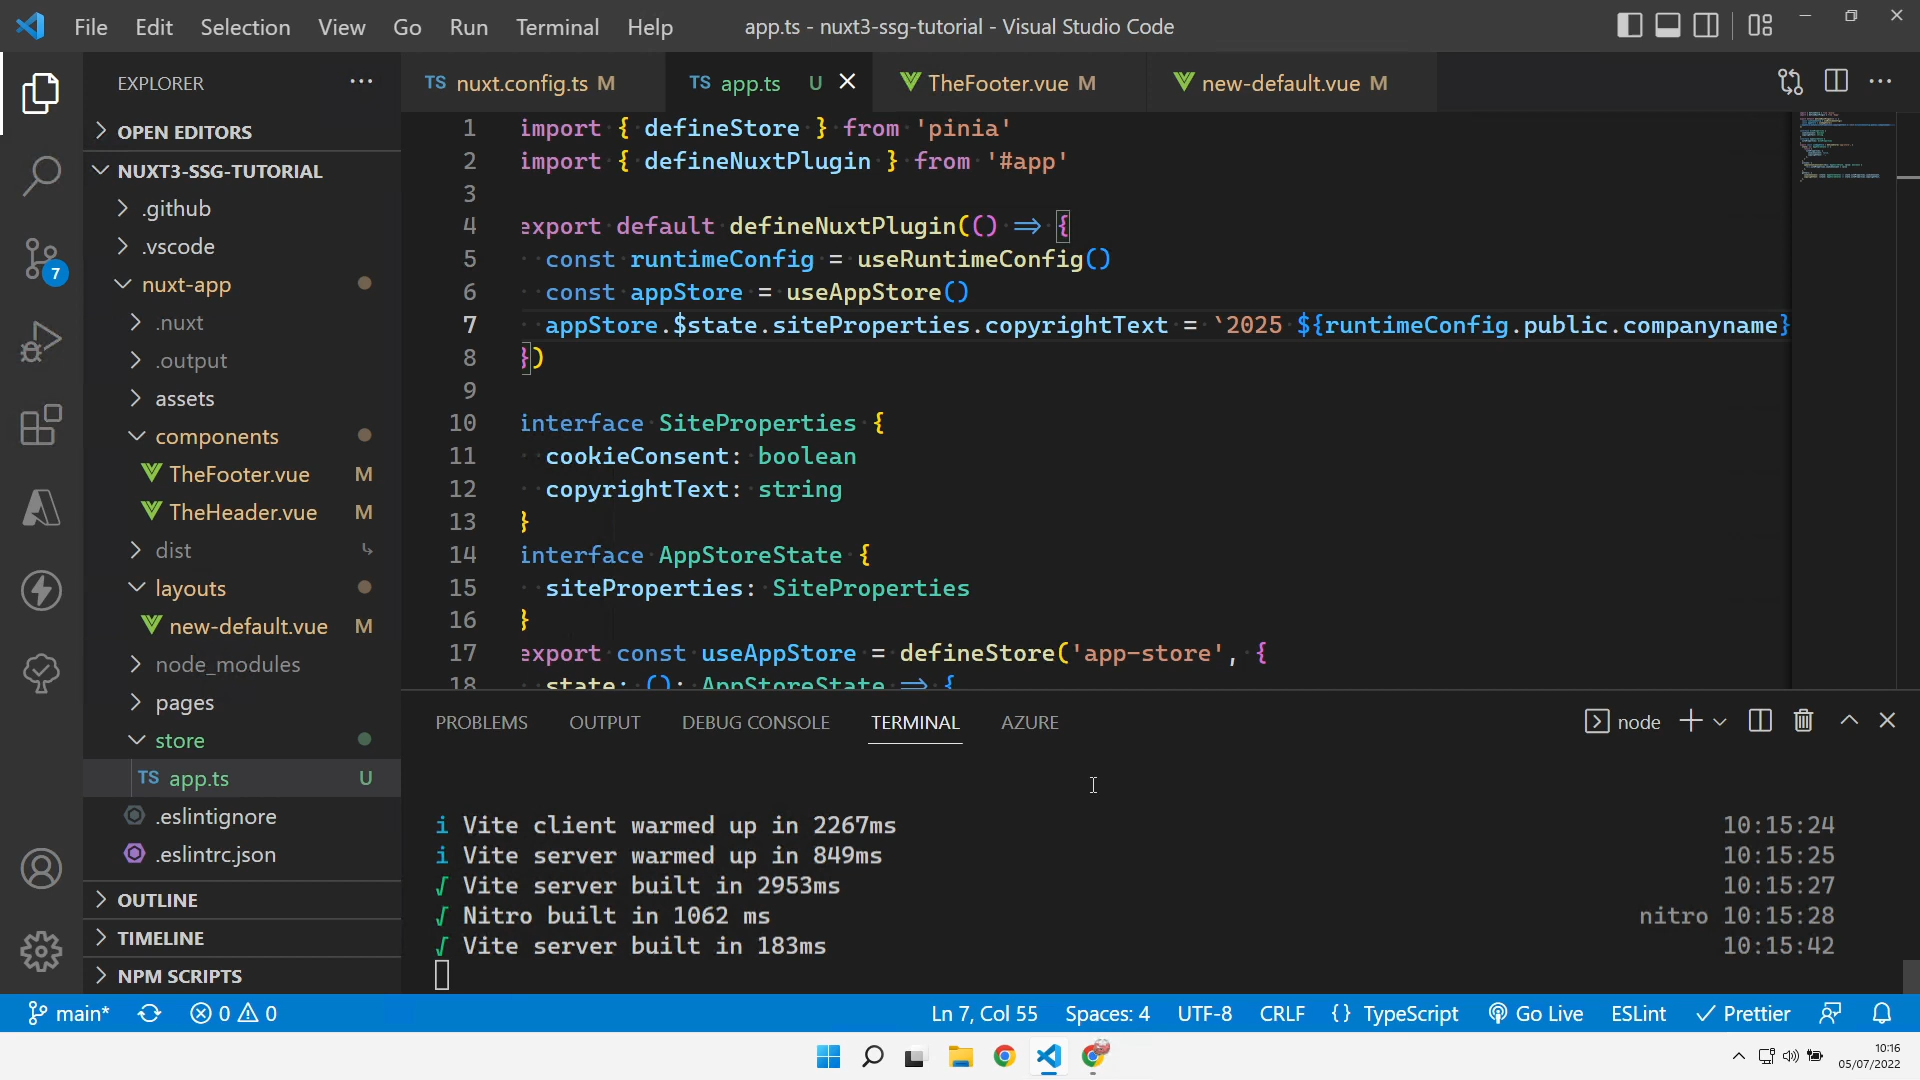 File Edit Selection View Go Run Terminal Help
app.ts - nuxt3-ssg-tutorial - Visual Studio Code
EXPLORER
OPEN EDITORS
NUXT3-SSG-TUTORIAL
.github
.vscode
nuxt-app
.nuxt
.output
assets
components
TheFooter.vue M
TheHeader.vue M
dist
layouts
new-default.vue M
node_modules
pages
store
TS app.ts U
.eslintignore
.eslintrc.json
OUTLINE
TIMELINE
NPM SCRIPTS
7
TS nuxt.config.ts M
TS app.ts U
TheFooter.vue M
new-default.vue M
1 import { defineStore } from 'pinia'
2 import { defineNuxtPlugin } from '#app'
3
4 export default defineNuxtPlugin(() => {
5 const runtimeConfig = useRuntimeConfig()
6 const appStore = useAppStore()
7 appStore.$state.siteProperties.copyrightText = `2025 ${runtimeConfig.public.companyname}
8 })
9
10 interface SiteProperties {
11 cookieConsent: boolean
12 copyrightText: string
13 }
14 interface AppStoreState {
15 siteProperties: SiteProperties
16 }
17 export const useAppStore = defineStore('app-store', {
18 state: (): AppStoreState => {
PROBLEMS OUTPUT DEBUG CONSOLE TERMINAL AZURE
node
i Vite client warmed up in 2267ms 10:15:24
i Vite server warmed up in 849ms 10:15:25
√ Vite server built in 2953ms 10:15:27
√ Nitro built in 1062 ms nitro 10:15:28
√ Vite server built in 183ms 10:15:42
main* 0 0
Ln 7, Col 55 Spaces: 4 UTF-8 CRLF {} TypeScript Go Live ESLint Prettier
10:16
05/07/2022